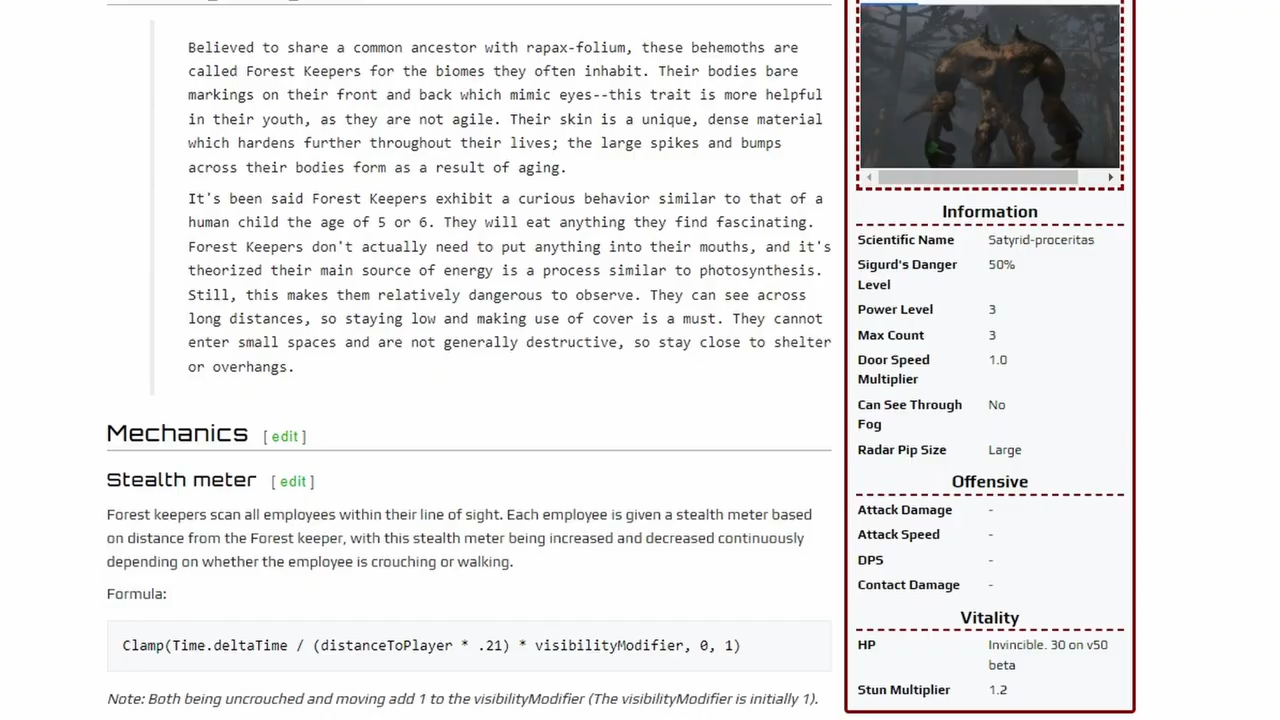 Believed to share a common ancestor with rapax-folium, these behemoths are
called Forest Keepers for the biomes they often inhabit. Their bodies bare
markings on their front and back which mimic eyes--this trait is more helpful
in their youth, as they are not agile. Their skin is a unique, dense material
which hardens further throughout their lives; the large spikes and bumps
across their bodies form as a result of aging.
It's been said Forest Keepers exhibit a curious behavior similar to that of a
human child the age of 5 or 6. They will eat anything they find fascinating.
Forest Keepers don't actually need to put anything into their mouths, and it's
theorized their main source of energy is a process similar to photosynthesis.
Still, this makes them relatively dangerous to observe. They can see across
long distances, so staying low and making use of cover is a must. They cannot
enter small spaces and are not generally destructive, so stay close to shelter
or overhangs.
Mechanics [ edit ]
Stealth meter [ edit ]
Forest keepers scan all employees within their line of sight. Each employee is given a stealth meter based
on distance from the Forest keeper, with this stealth meter being increased and decreased continuously
depending on whether the employee is crouching or walking.
Formula:
Clamp(Time.deltaTime / (distanceToPlayer * .21) * visibilityModifier, 0, 1)
Note: Both being uncrouched and moving add 1 to the visibilityModifier (The visibilityModifier is initially 1).
Information
Scientific Name Satyrid-proceritas
Sigurd's Danger 50%
Level
Power Level 3
Max Count 3
Door Speed 1.0
Multiplier
Can See Through No
Fog
Radar Pip Size Large
Offensive
Attack Damage -
Attack Speed -
DPS -
Contact Damage -
Vitality
HP Invincible. 30 on v50
beta
Stun Multiplier 1.2